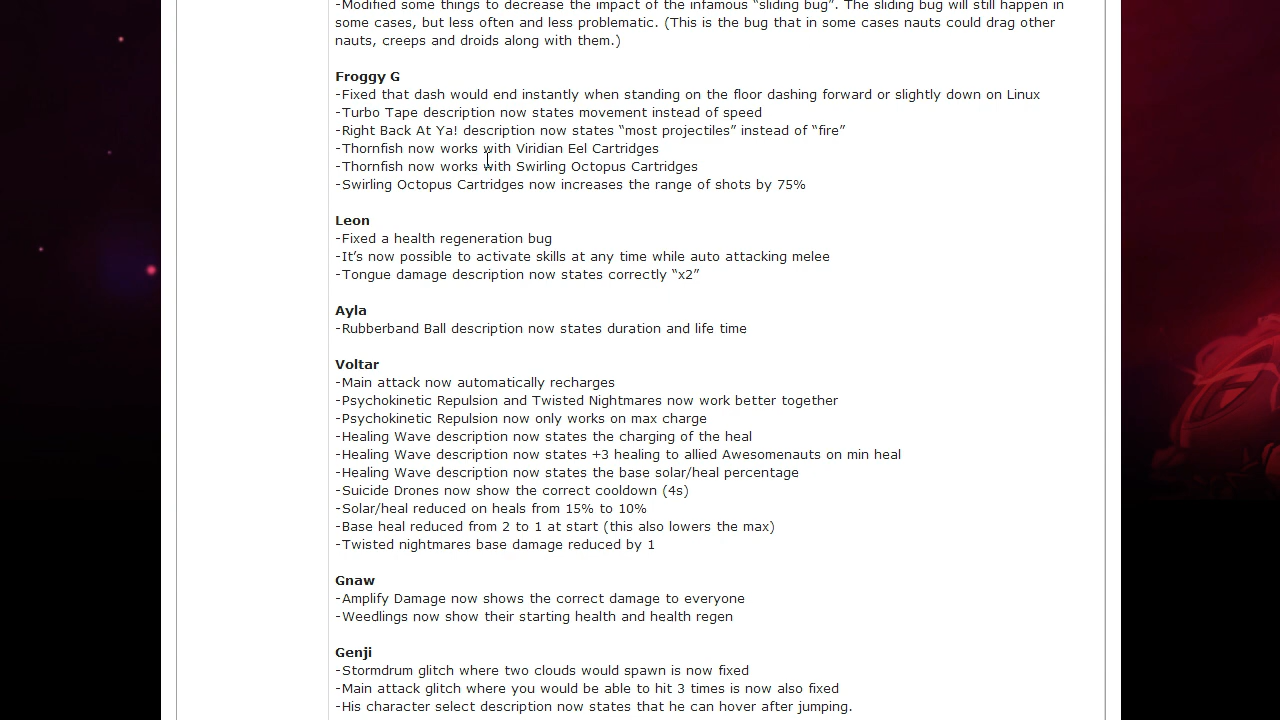 -Modified some things to decrease the impact of the infamous “sliding bug”. The sliding bug will still happen in
some cases, but less often and less problematic. (This is the bug that in some cases nauts could drag other
nauts, creeps and droids along with them.)
Froggy G
-Fixed that dash would end instantly when standing on the floor dashing forward or slightly down on Linux
-Turbo Tape description now states movement instead of speed
-Right Back At Ya! description now states “most projectiles” instead of “fire”
-Thornfish now works with Viridian Eel Cartridges
-Thornfish now works with Swirling Octopus Cartridges
-Swirling Octopus Cartridges now increases the range of shots by 75%
Leon
-Fixed a health regeneration bug
-It’s now possible to activate skills at any time while auto attacking melee
-Tongue damage description now states correctly “x2”
Ayla
-Rubberband Ball description now states duration and life time
Voltar
-Main attack now automatically recharges
-Psychokinetic Repulsion and Twisted Nightmares now work better together
-Psychokinetic Repulsion now only works on max charge
-Healing Wave description now states the charging of the heal
-Healing Wave description now states +3 healing to allied Awesomenauts on min heal
-Healing Wave description now states the base solar/heal percentage
-Suicide Drones now show the correct cooldown (4s)
-Solar/heal reduced on heals from 15% to 10%
-Base heal reduced from 2 to 1 at start (this also lowers the max)
-Twisted nightmares base damage reduced by 1
Gnaw
-Amplify Damage now shows the correct damage to everyone
-Weedlings now show their starting health and health regen
Genji
-Stormdrum glitch where two clouds would spawn is now fixed
-Main attack glitch where you would be able to hit 3 times is now also fixed
-His character select description now states that he can hover after jumping.